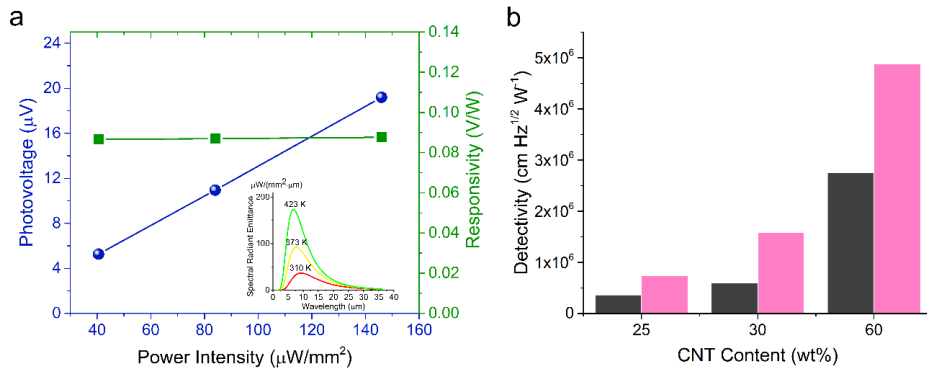 a
24
20
16
12
8
4
0
Photovoltage (μV)
40
60
80
100
120
140
160
Power Intensity (μW/mm²)
0.14
0.12
0.10
0.08
0.06
0.04
0.02
0.00
Responsivity (V/W)
μW/(mm²·μm)
200
100
0
Spectral Radiant Emittance
423 K
373 K
310 K
0 5 10 15 20 25 30 35 40
Wavelength (μm)
b
5x10⁶
4x10⁶
3x10⁶
2x10⁶
1x10⁶
0
Detectivity (cm Hz¹/² W⁻¹)
25
30
60
CNT Content (wt%)